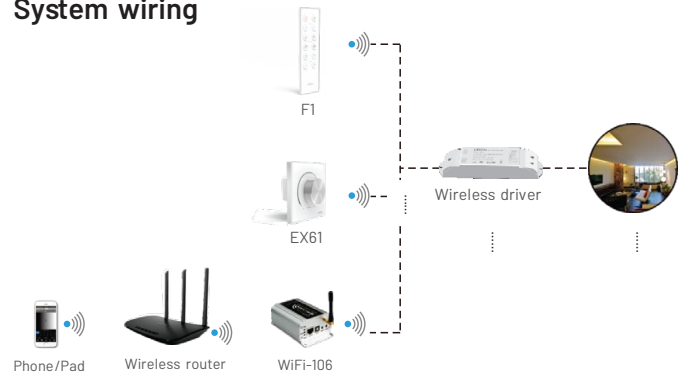 System wiring
F1
Wireless driver
EX61
Phone/Pad
Wireless router
WiFi-106